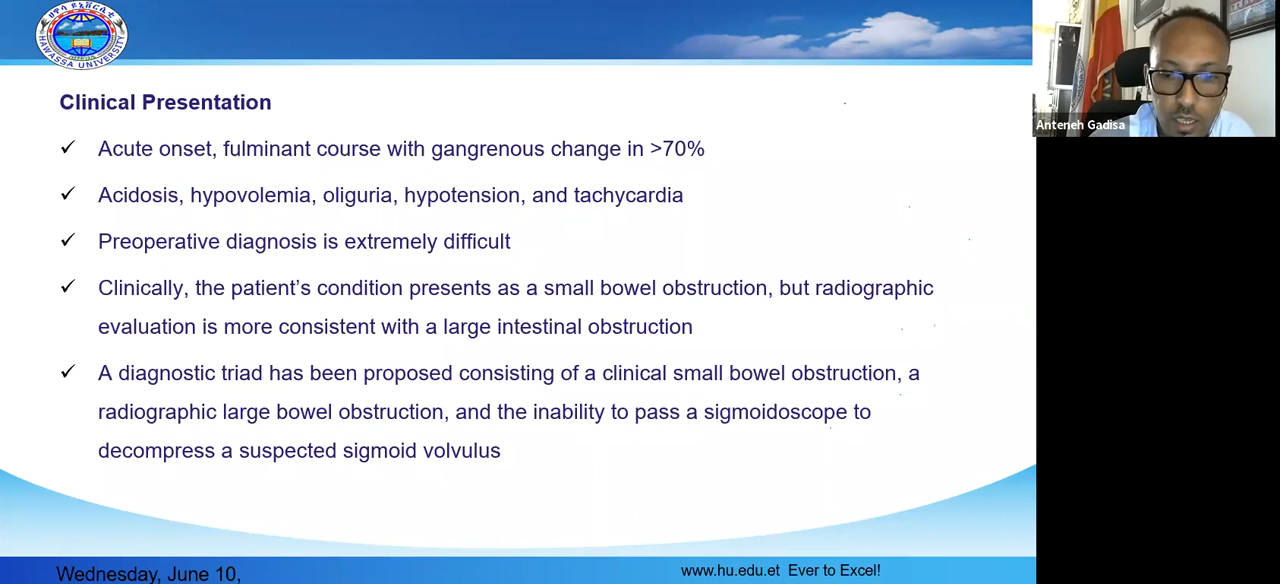 ሀዋሳ ዩኒቨርሲቲ
HAWASSA UNIVERSITY
Clinical Presentation
✓ Acute onset, fulminant course with gangrenous change in >70%
✓ Acidosis, hypovolemia, oliguria, hypotension, and tachycardia
✓ Preoperative diagnosis is extremely difficult
✓ Clinically, the patient’s condition presents as a small bowel obstruction, but radiographic
evaluation is more consistent with a large intestinal obstruction
✓ A diagnostic triad has been proposed consisting of a clinical small bowel obstruction, a
radiographic large bowel obstruction, and the inability to pass a sigmoidoscope to
decompress a suspected sigmoid volvulus
Wednesday, June 10,
www.hu.edu.et Ever to Excel!
Anteneh Gadisa